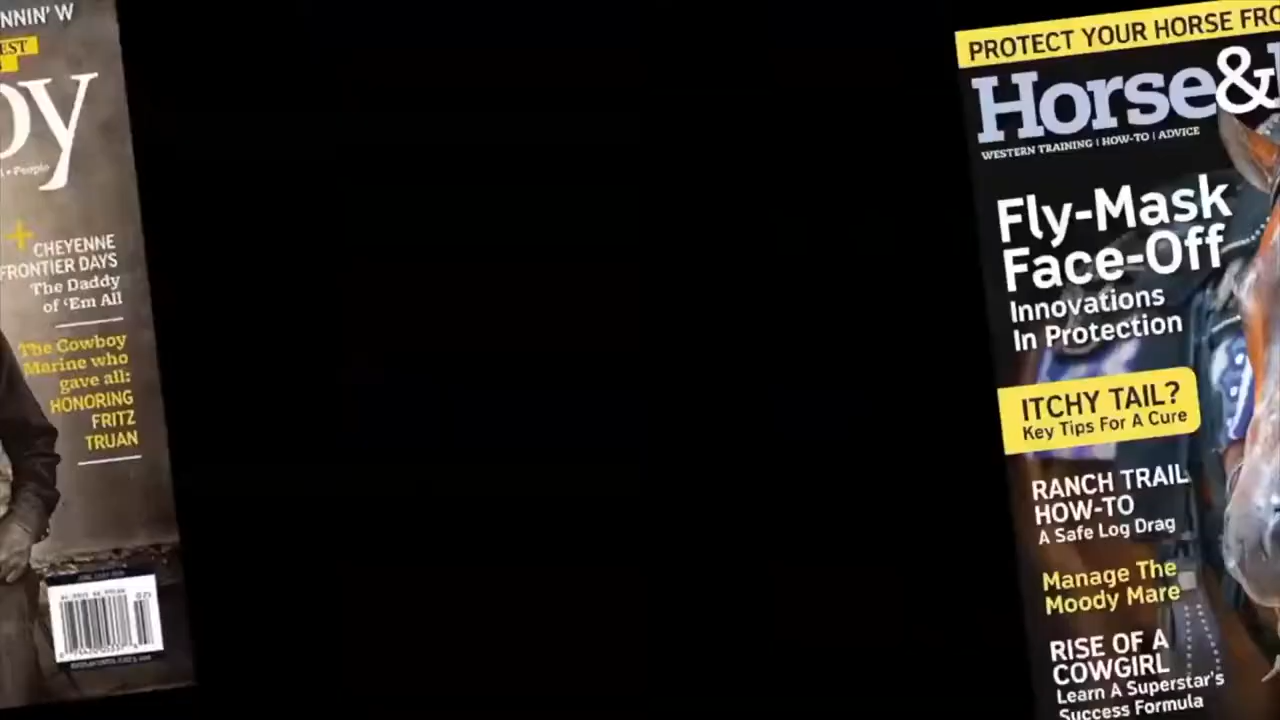 NNIN' W
EST
oy
• People
+
CHEYENNE
FRONTIER DAYS
The Daddy
of 'Em All
The Cowboy
Marine who
gave all:
HONORING
FRITZ
TRUAN
PROTECT YOUR HORSE FRO
Horse&
WESTERN TRAINING | HOW-TO | ADVICE
Fly-Mask
Face-Off
Innovations
In Protection
ITCHY TAIL?
Key Tips For A Cure
RANCH TRAIL
HOW-TO
A Safe Log Drag
Manage The
Moody Mare
RISE OF A
COWGIRL
Learn A Superstar's
Success Formula